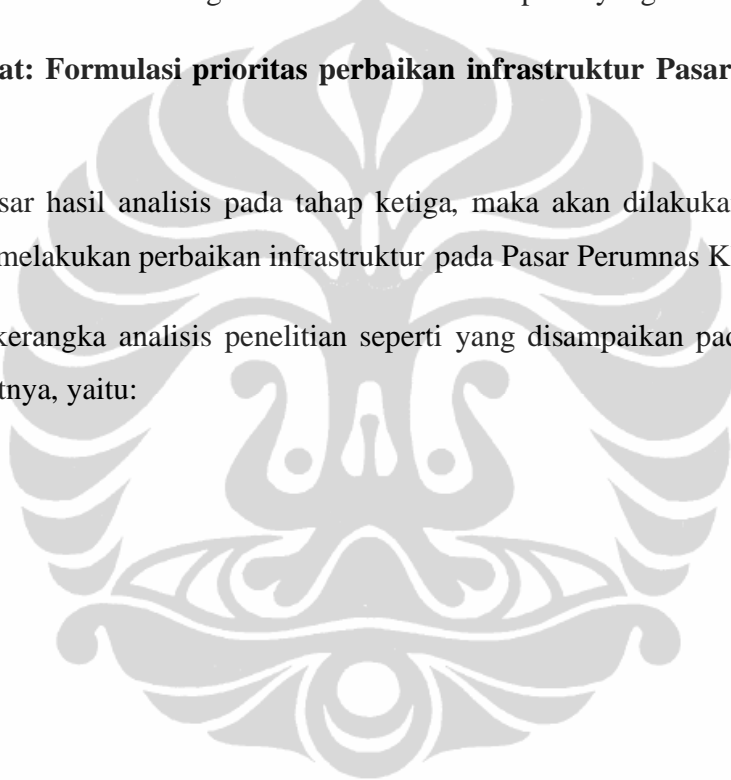 at: Formulasi prioritas perbaikan infrastruktur Pasar
sar hasil analisis pada tahap ketiga, maka akan dilakuka
melakukan perbaikan infrastruktur pada Pasar Perumnas K
kerangka analisis penelitian seperti yang disampaikan pad
tnya, yaitu: